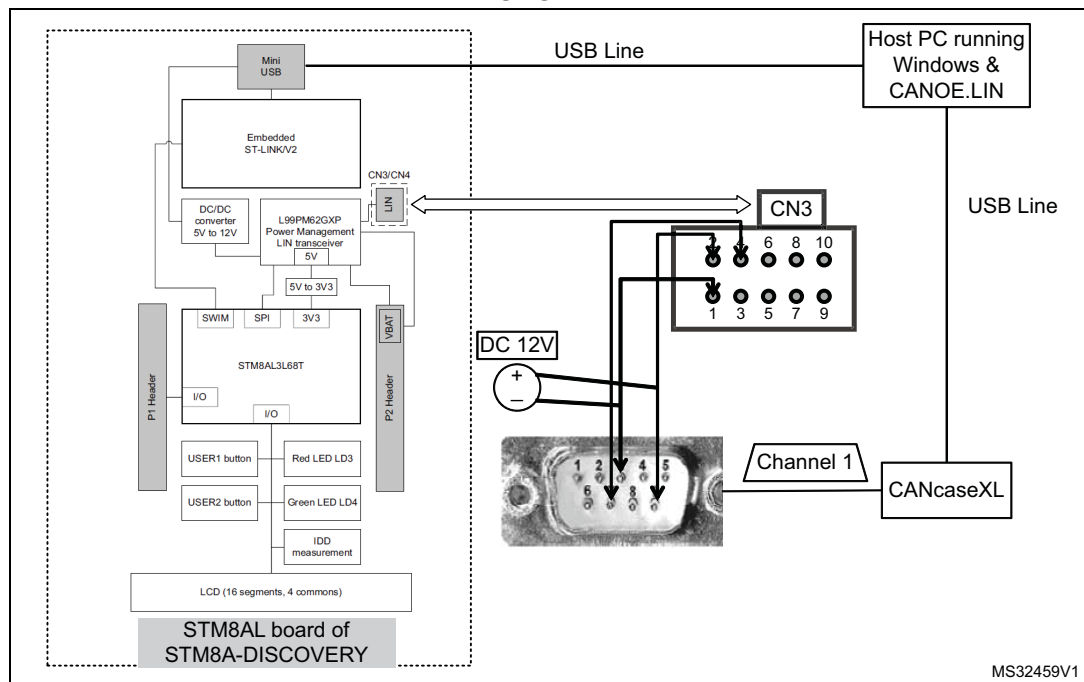 Mini
USB
USB Line
Host PC running
Windows &
CANOE.LIN
Embedded
ST-LINK/V2
CN3/CN4
LIN
DC/DC
converter
5V to 12V
L99PM62GXP
Power Management
LIN transceiver
5V
5V to 3V3
CN3
2 4 6 8 10
1 3 5 7 9
USB Line
SWIM
SPI
3V3
VBAT
STM8AL3L68T
P1 Header
I/O
I/O
P2 Header
DC 12V
+
–
USER1 button
Red LED LD3
USER2 button
Green LED LD4
IDD
measurement
LCD (16 segments, 4 commons)
1 2 4 5
6 8
Channel 1
CANcaseXL
STM8AL board of
STM8A-DISCOVERY
MS32459V1